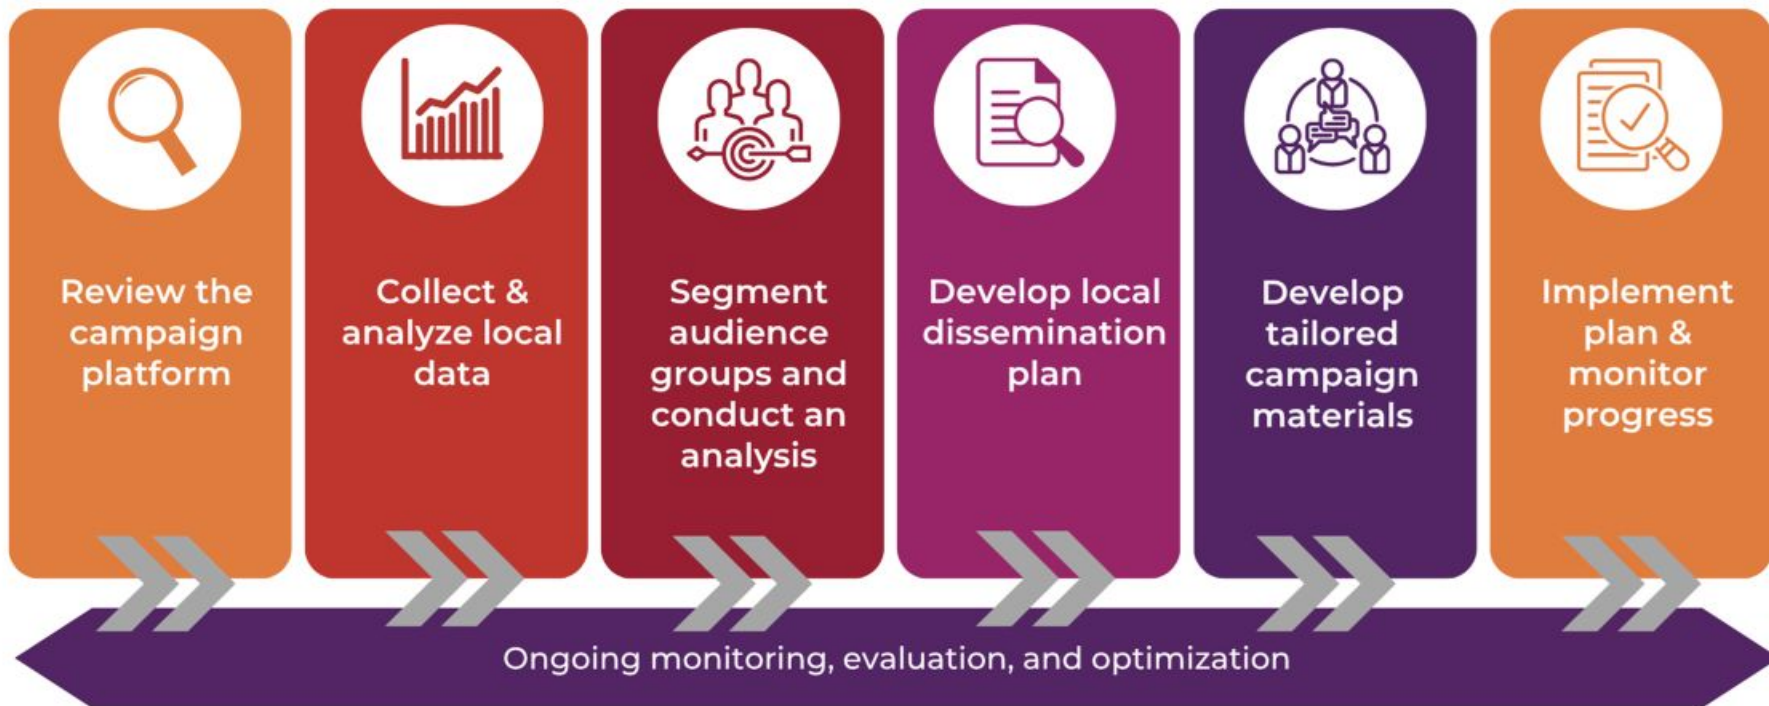 Review the
campaign
platform
Collect &
analyze local
data
Segment
audience
groups and
conduct an
analysis
Develop local
dissemination
plan
Develop
tailored
campaign
materials
Implement
plan &
monitor
progress
Ongoing monitoring, evaluation, and optimization